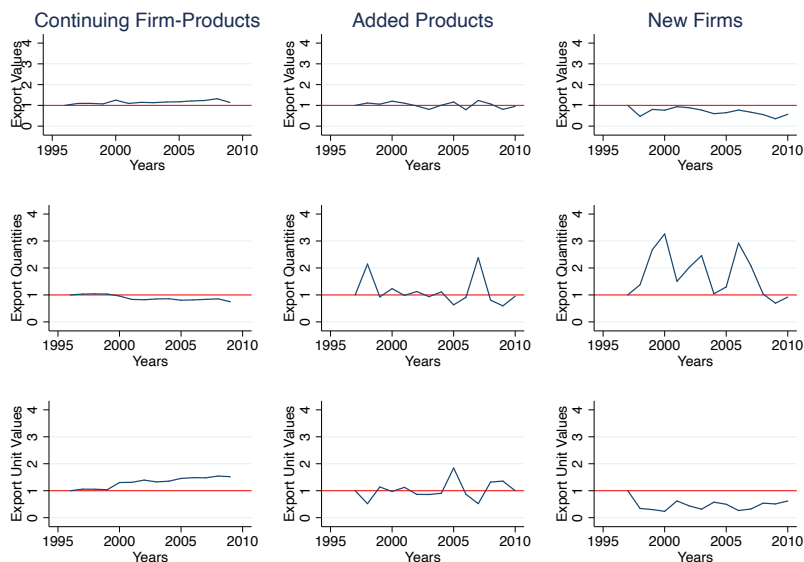 Continuing Firm-Products
Added Products
New Firms
Export Values
0 1 2 3 4
1995 2000 2005 2010
Years
Export Values
0 1 2 3 4
1995 2000 2005 2010
Years
Export Values
0 1 2 3 4
1995 2000 2005 2010
Years
Export Quantities
0 1 2 3 4
1995 2000 2005 2010
Years
Export Quantities
0 1 2 3 4
1995 2000 2005 2010
Years
Export Quantities
0 1 2 3 4
1995 2000 2005 2010
Years
Export Unit Values
0 1 2 3 4
1995 2000 2005 2010
Years
Export Unit Values
0 1 2 3 4
1995 2000 2005 2010
Years
Export Unit Values
0 1 2 3 4
1995 2000 2005 2010
Years